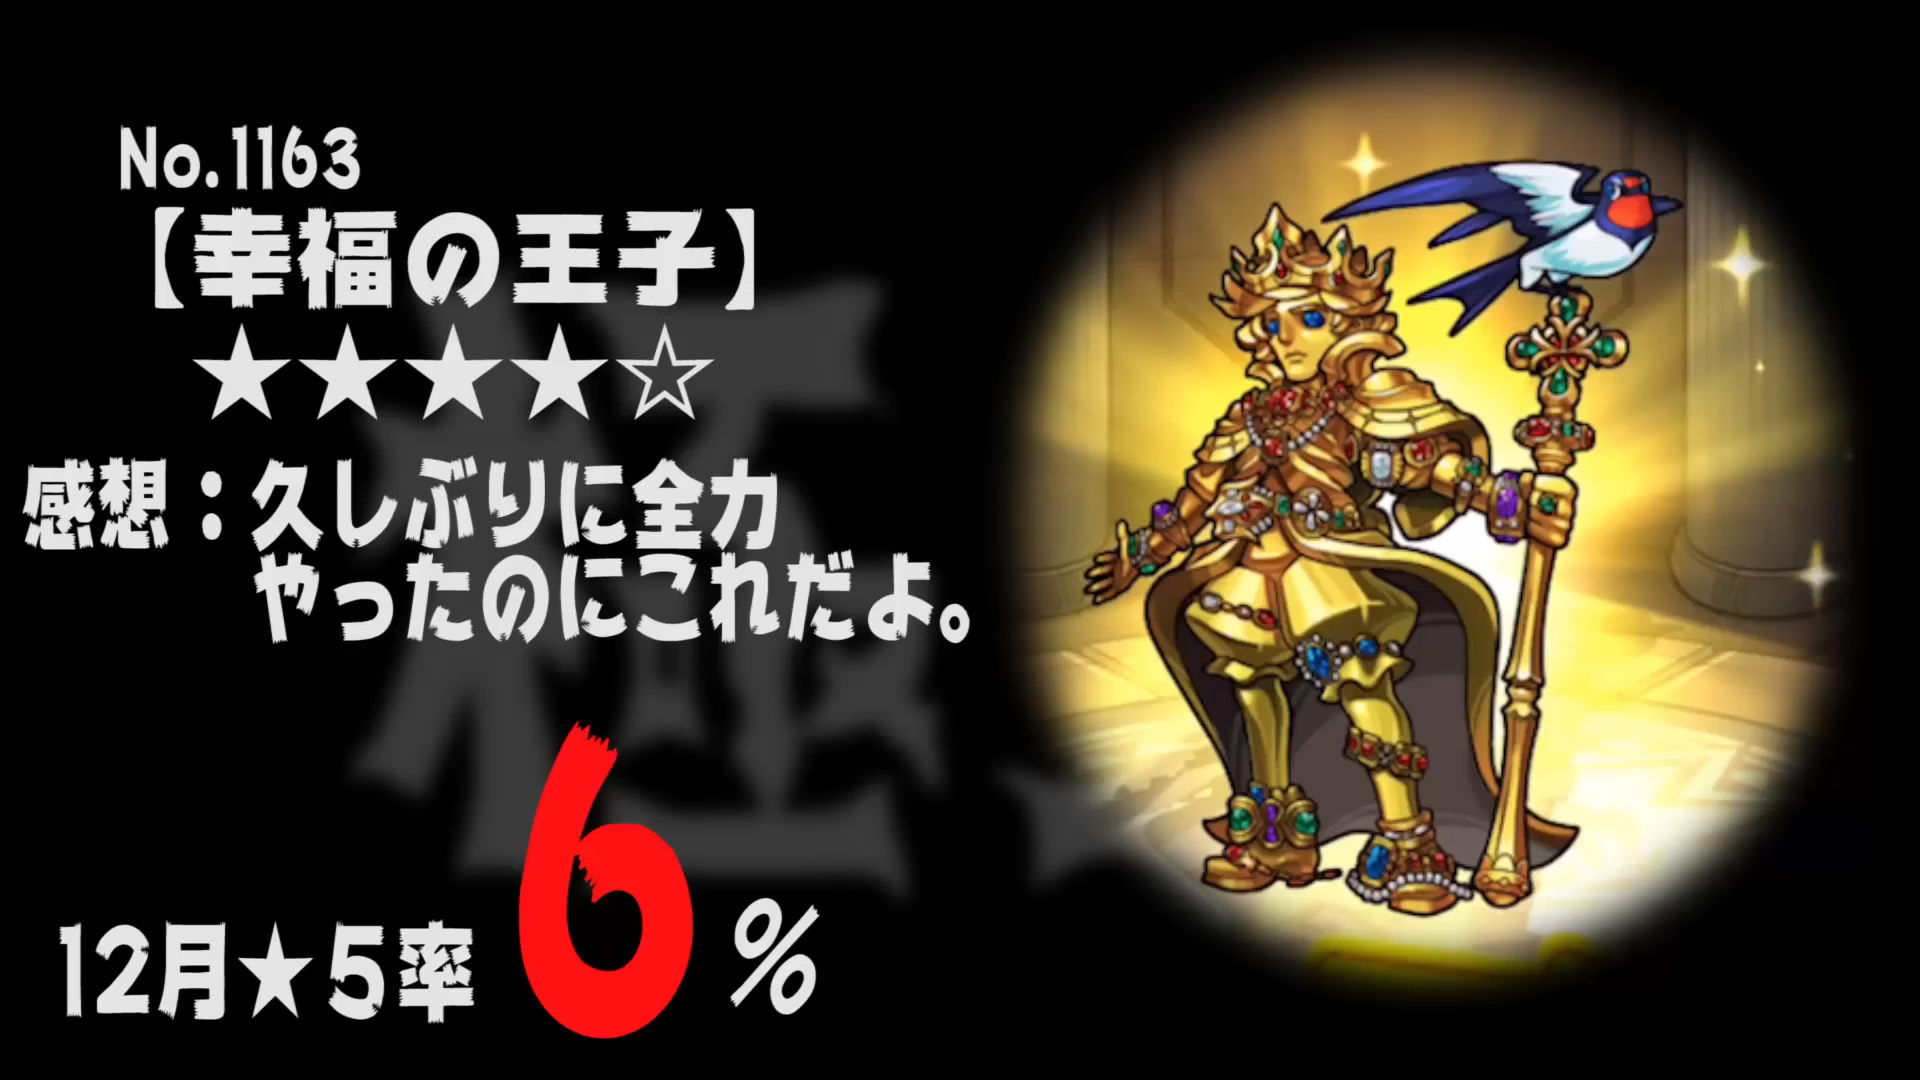 No.1163
【幸福の王子】
★★★★☆
感想：久しぶりに全力
やったのにこれだよ。
12月★5率 6 %